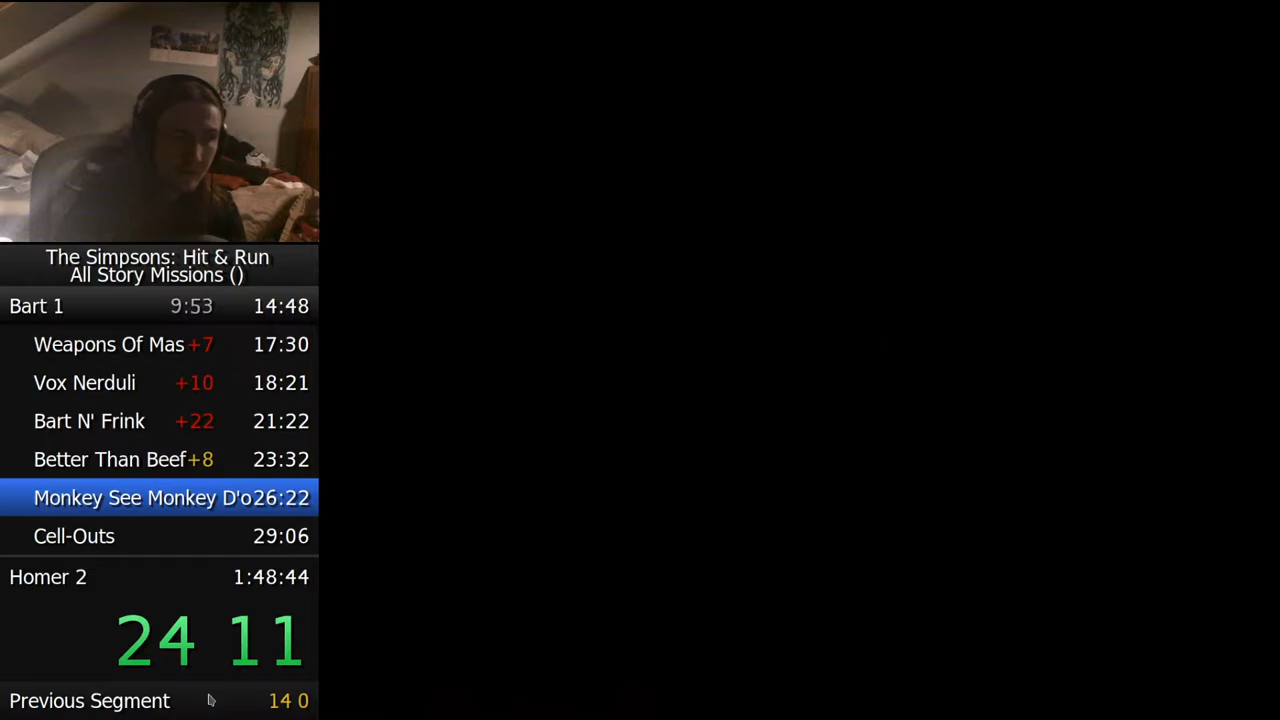 The Simpsons: Hit & Run
All Story Missions ()
Bart 1 9:53 14:48
Weapons Of Mas +7 17:30
Vox Nerduli +10 18:21
Bart N' Frink +22 21:22
Better Than Beef +8 23:32
Monkey See Monkey D'o 26:22
Cell-Outs 29:06
Homer 2 1:48:44
24 11
Previous Segment 14 0